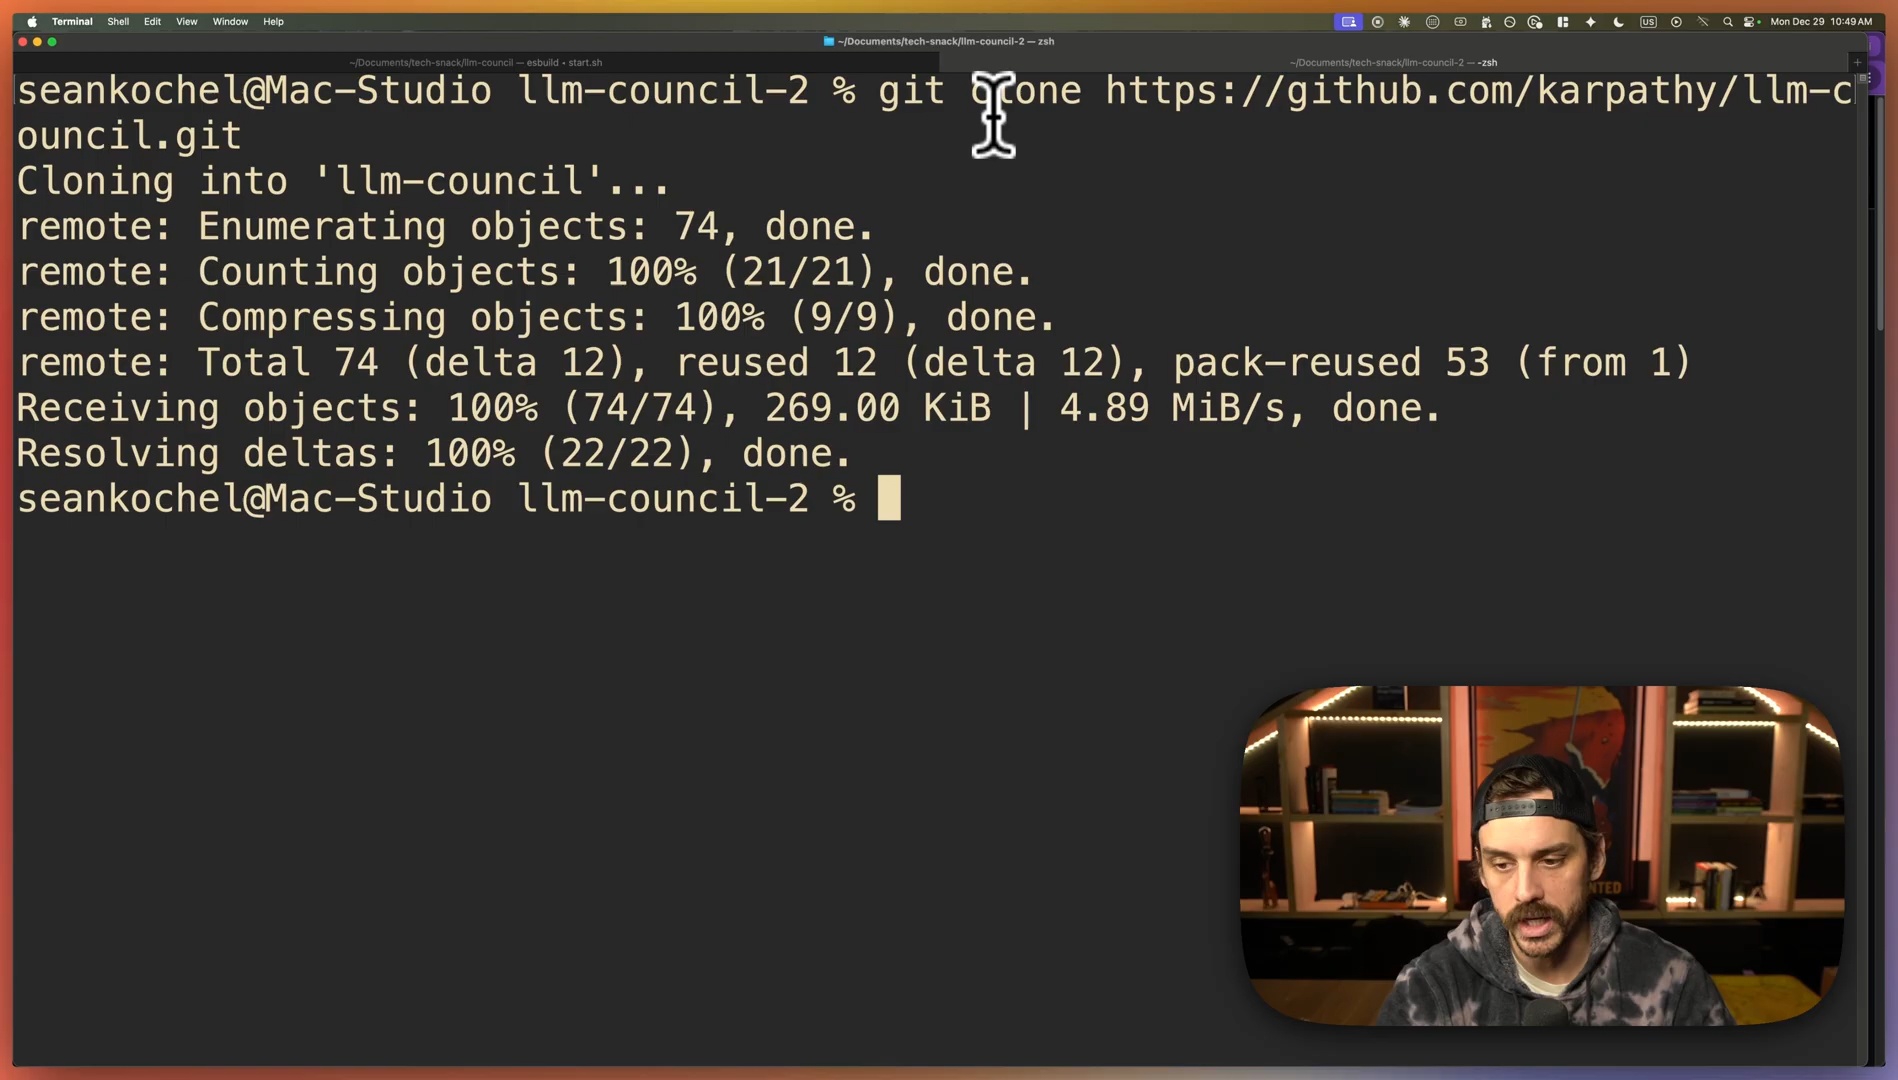 Terminal Shell Edit View Window Help
US Mon Dec 29 10:49 AM
~/Documents/tech-snack/llm-council-2 — zsh
~/Documents/tech-snack/llm-council — esbuild • start.sh
~/Documents/tech-snack/llm-council-2 — -zsh
seankochel@Mac-Studio llm-council-2 % git clone https://github.com/karpathy/llm-c
ouncil.git
Cloning into 'llm-council'...
remote: Enumerating objects: 74, done.
remote: Counting objects: 100% (21/21), done.
remote: Compressing objects: 100% (9/9), done.
remote: Total 74 (delta 12), reused 12 (delta 12), pack-reused 53 (from 1)
Receiving objects: 100% (74/74), 269.00 KiB | 4.89 MiB/s, done.
Resolving deltas: 100% (22/22), done.
seankochel@Mac-Studio llm-council-2 %